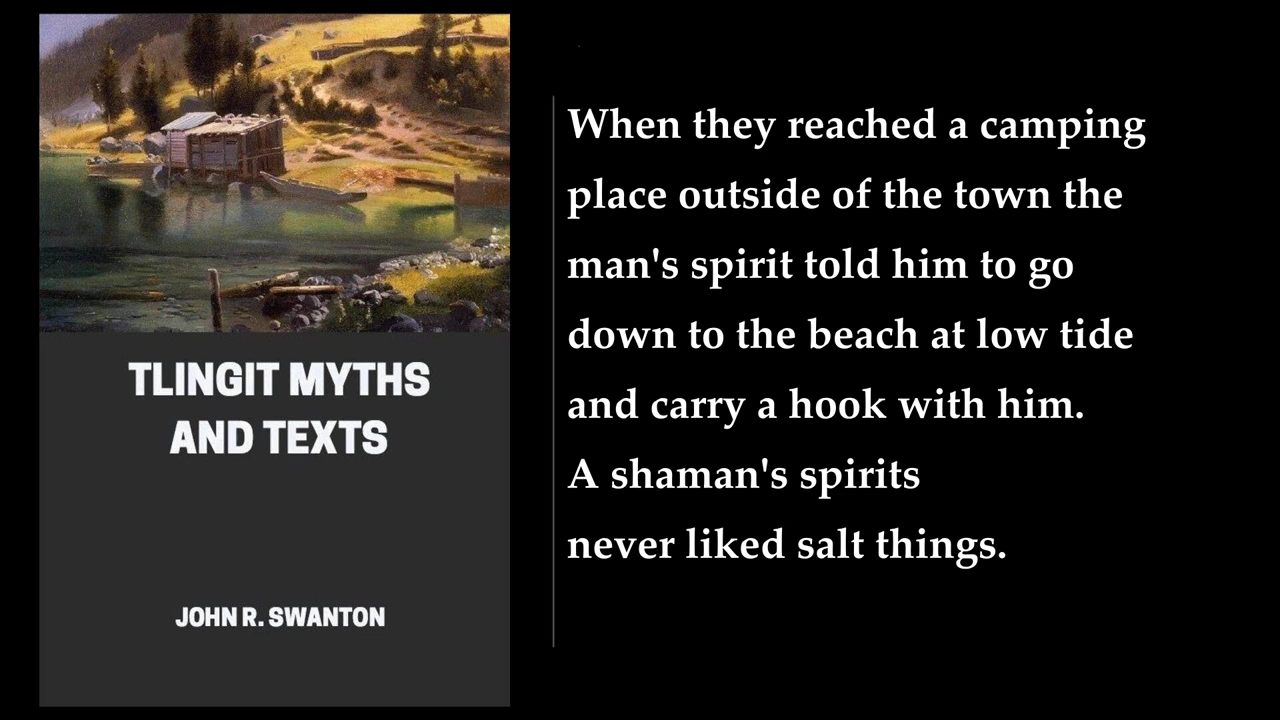 TLINGIT MYTHS
AND TEXTS
JOHN R. SWANTON
When they reached a camping
place outside of the town the
man's spirit told him to go
down to the beach at low tide
and carry a hook with him.
A shaman's spirits
never liked salt things.